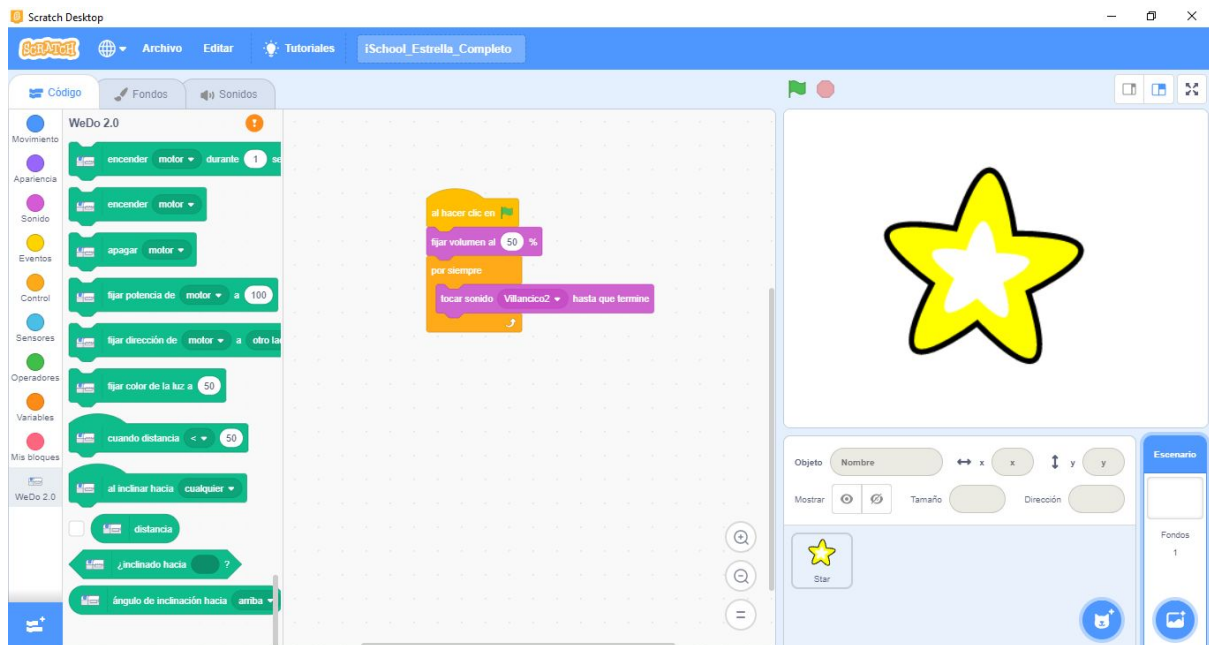 Scratch Desktop
SCRATCH Archivo Editar Tutoriales iSchool_Estrella_Completo
Código Fondos Sonidos
Movimiento
Apariencia
Sonido
Eventos
Control
Sensores
Operadores
Variables
Mis bloques
WeDo 2.0
WeDo 2.0
encender motor durante 1 se
encender motor
apagar motor
fijar potencia de motor a 100
fijar dirección de motor a otro la
fijar color de la luz a 50
cuando distancia < 50
al inclinar hacia cualquier
distancia
¿inclinado hacia ?
ángulo de inclinación hacia arriba
al hacer clic en
fijar volumen al 50 %
por siempre
tocar sonido Villancico2 hasta que termine
Objeto Nombre x x y y
Mostrar Tamaño Dirección
Star
Escenario
Fondos
1